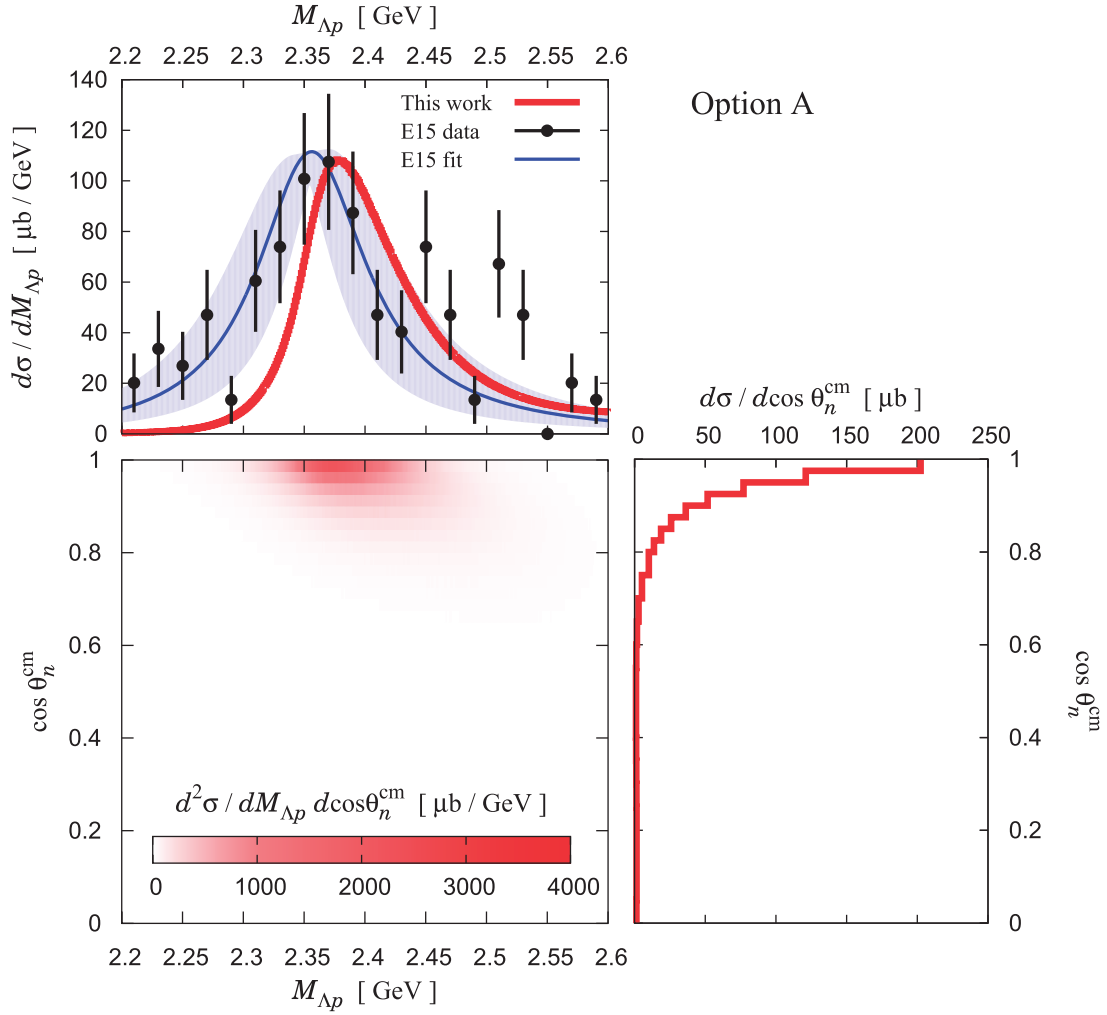 M_Λp [ GeV ]
2.2 2.25 2.3 2.35 2.4 2.45 2.5 2.55 2.6
140
120
100
80
60
40
20
0
dσ / dM_Λp [ μb / GeV ]
This work
E15 data
E15 fit
Option A
dσ / dcos θ_n^cm [ μb ]
0 50 100 150 200 250
1
0.8
0.6
0.4
0.2
0
cos θ_n^cm
d²σ / dM_Λp dcosθ_n^cm [ μb / GeV ]
0 1000 2000 3000 4000
2.2 2.25 2.3 2.35 2.4 2.45 2.5 2.55 2.6
M_Λp [ GeV ]
1
0.8
0.6
0.4
0.2
0
cos θ_n^cm